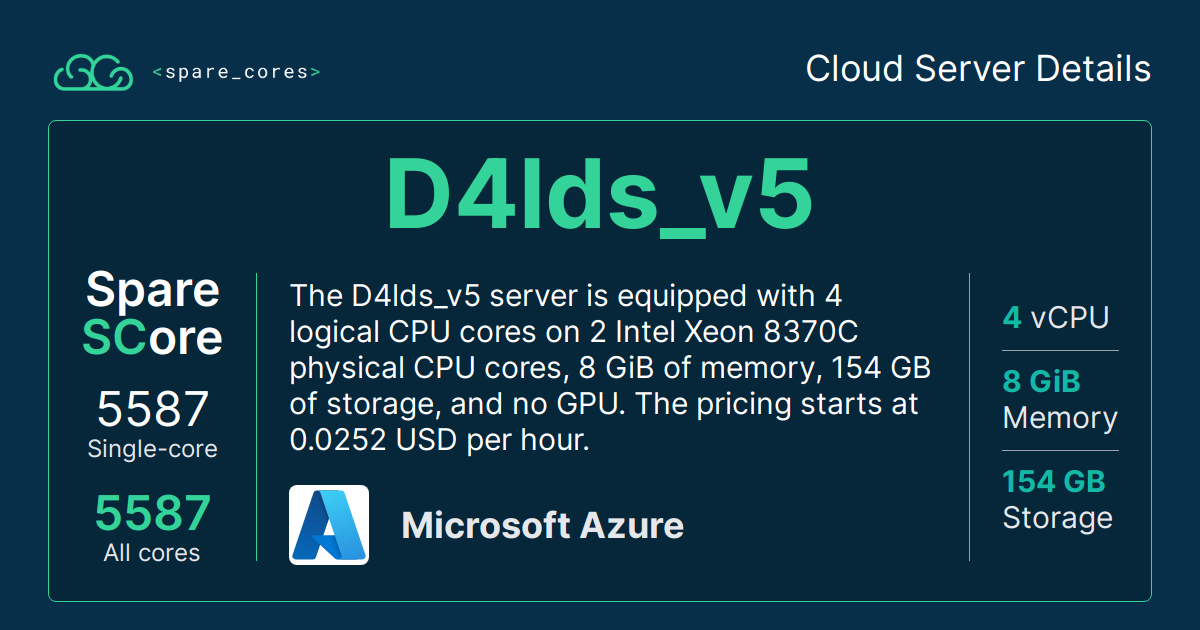 <spare_cores>
Cloud Server Details
D4lds_v5
Spare
SCore
5587
Single-core
5587
All cores
The D4lds_v5 server is equipped with 4
logical CPU cores on 2 Intel Xeon 8370C
physical CPU cores, 8 GiB of memory, 154 GB
of storage, and no GPU. The pricing starts at
0.0252 USD per hour.
Microsoft Azure
4 vCPU
8 GiB
Memory
154 GB
Storage